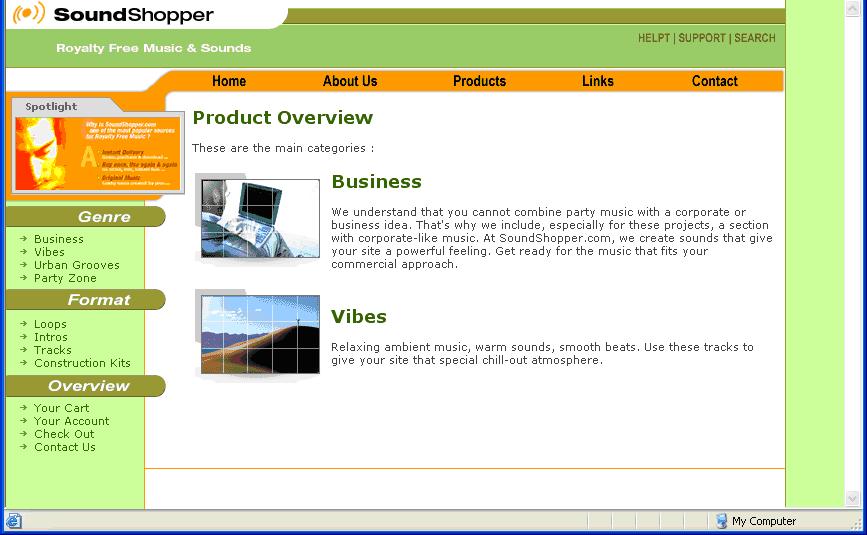 SoundShopper
Royalty Free Music & Sounds
HELPT | SUPPORT | SEARCH
Home About Us Products Links Contact
Spotlight
Why is SoundShopper.com
one of the most popular sources
for Royalty Free Music ?
A
Instant Delivery
Buy once, Use again & again
Original Music
Genre
Business
Vibes
Urban Grooves
Party Zone
Format
Loops
Intros
Tracks
Construction Kits
Overview
Your Cart
Your Account
Check Out
Contact Us
Product Overview
These are the main categories :
Business
We understand that you cannot combine party music with a corporate or
business idea. That's why we include, especially for these projects, a section
with corporate-like music. At SoundShopper.com, we create sounds that give
your site a powerful feeling. Get ready for the music that fits your
commercial approach.
Vibes
Relaxing ambient music, warm sounds, smooth beats. Use these tracks to
give your site that special chill-out atmosphere.
My Computer